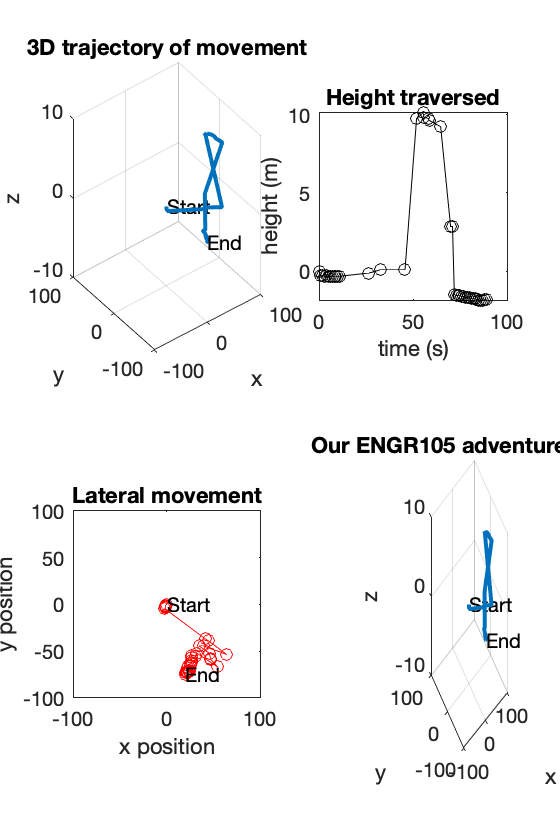 3D trajectory of movement
10
0
-10
z
100
0
-100
y
-100
0
100
x
Start
End
Height traversed
10
5
0
height (m)
0
50
100
time (s)
Lateral movement
100
50
0
-50
-100
y position
-100
0
100
x position
Start
End
Our ENGR105 adventure
10
0
-10
z
100
0
-100
y
-100
0
100
x
Start
End